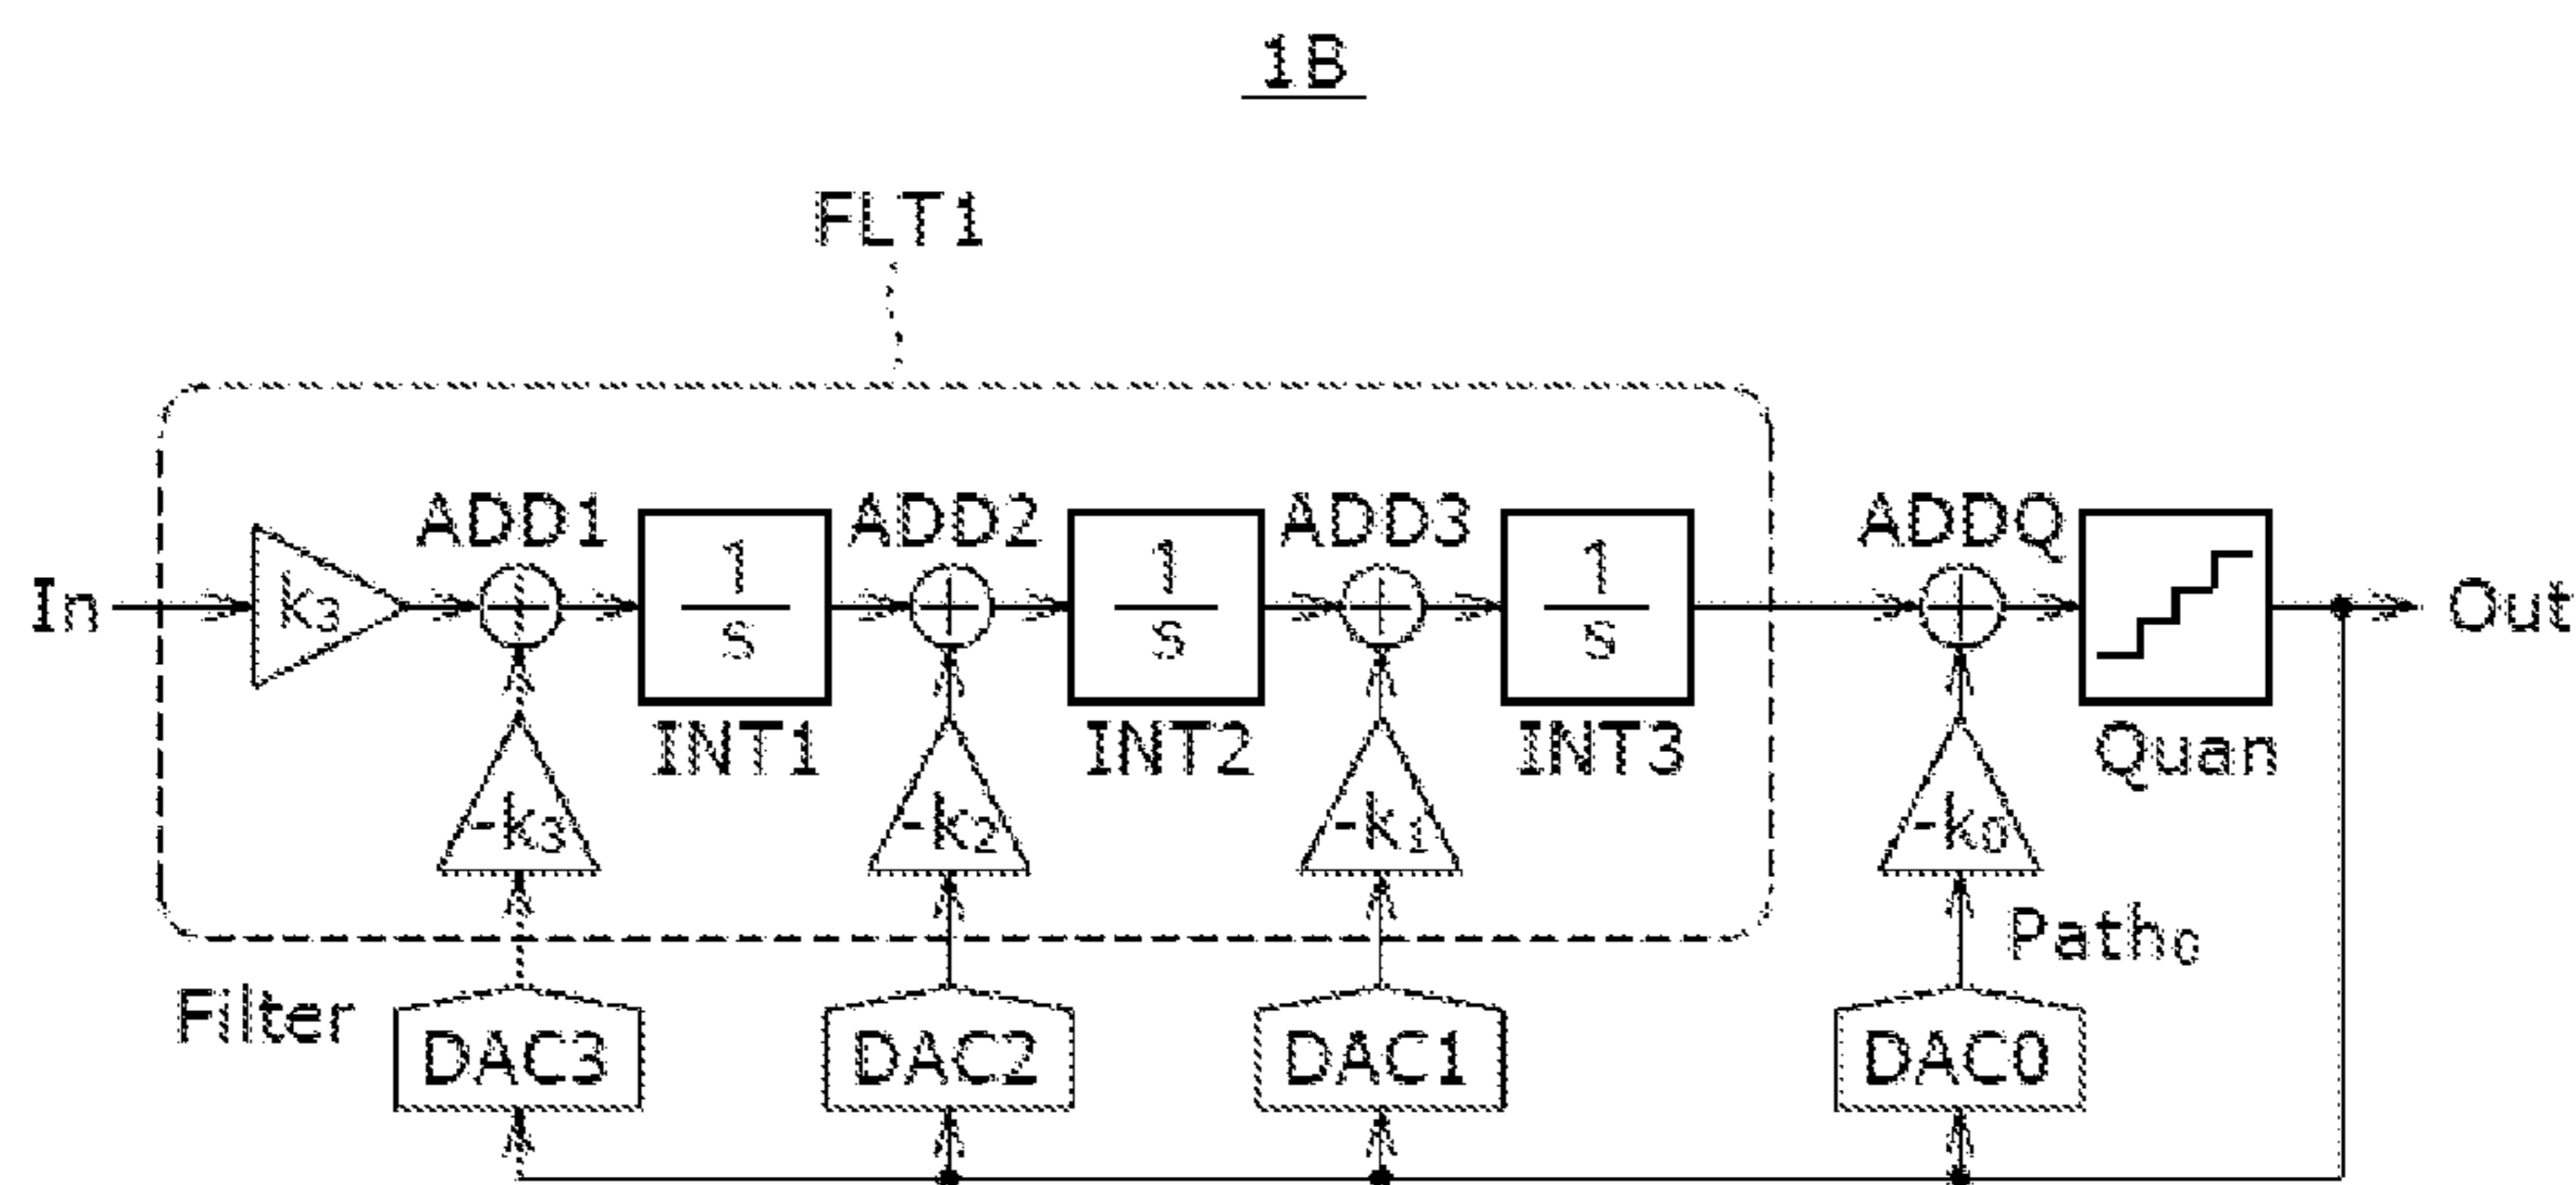 1B
FLT1
ADD1 ADD2 ADD3 ADDQ
In K3 1/S 1/S 1/S Out
INT1 INT2 INT3 Quan
-k3 -k2 -k1 -k0
Path0
Filter
DAC3 DAC2 DAC1 DAC0